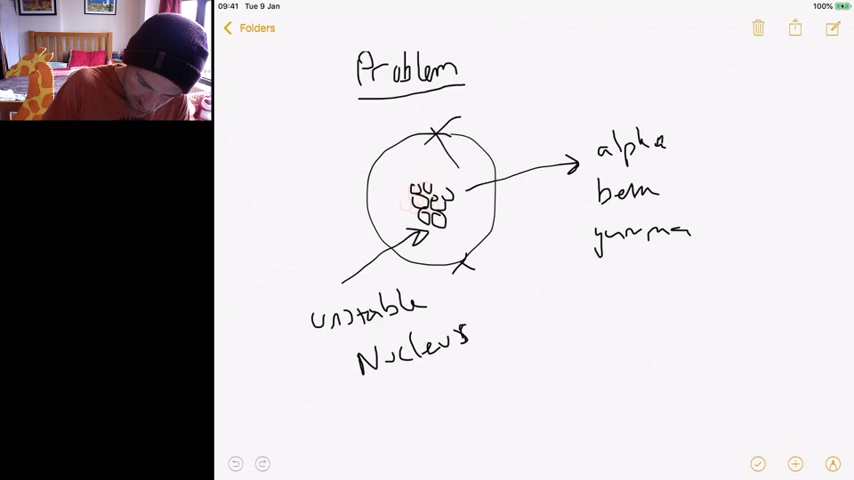 09:41 Tue 9 Jan
100%
Folders
Problem
alpha
beta
gamma
unstable
Nucleus